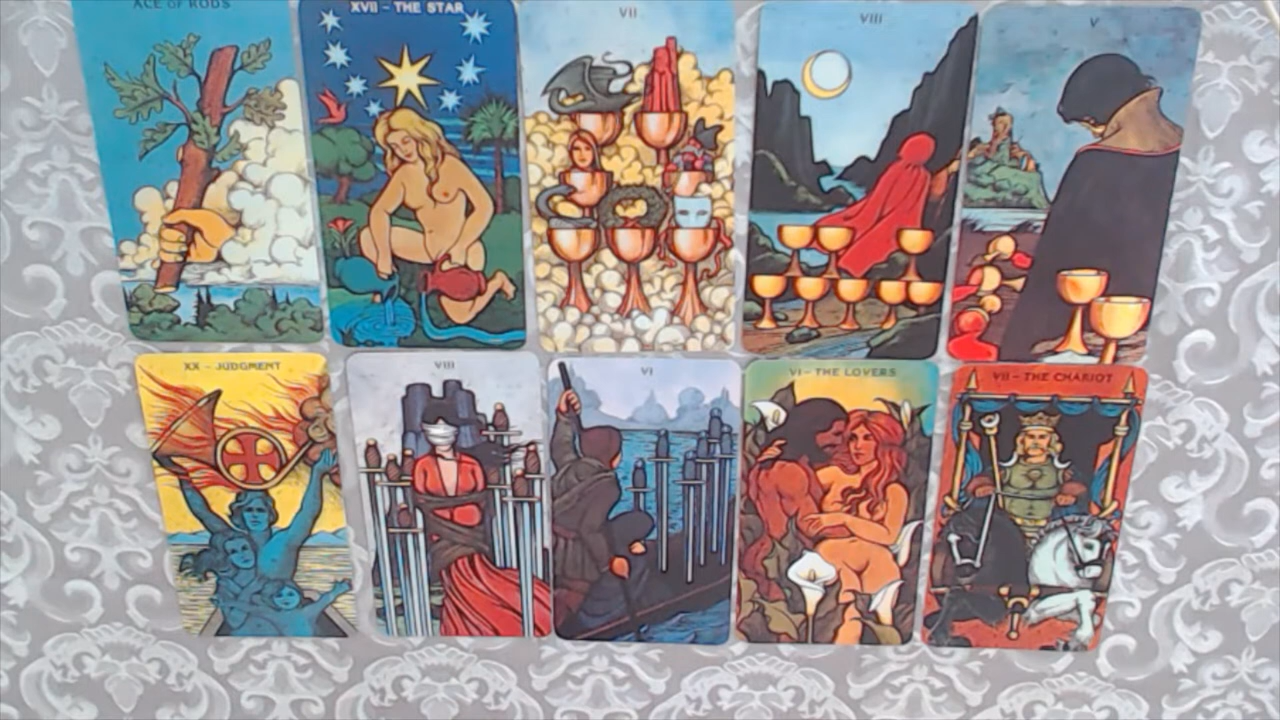 ACE OF RODS
XVII - THE STAR
VII
VIII
V
XX - JUDGMENT
VIII
VI
VI - THE LOVERS
VII - THE CHARIOT